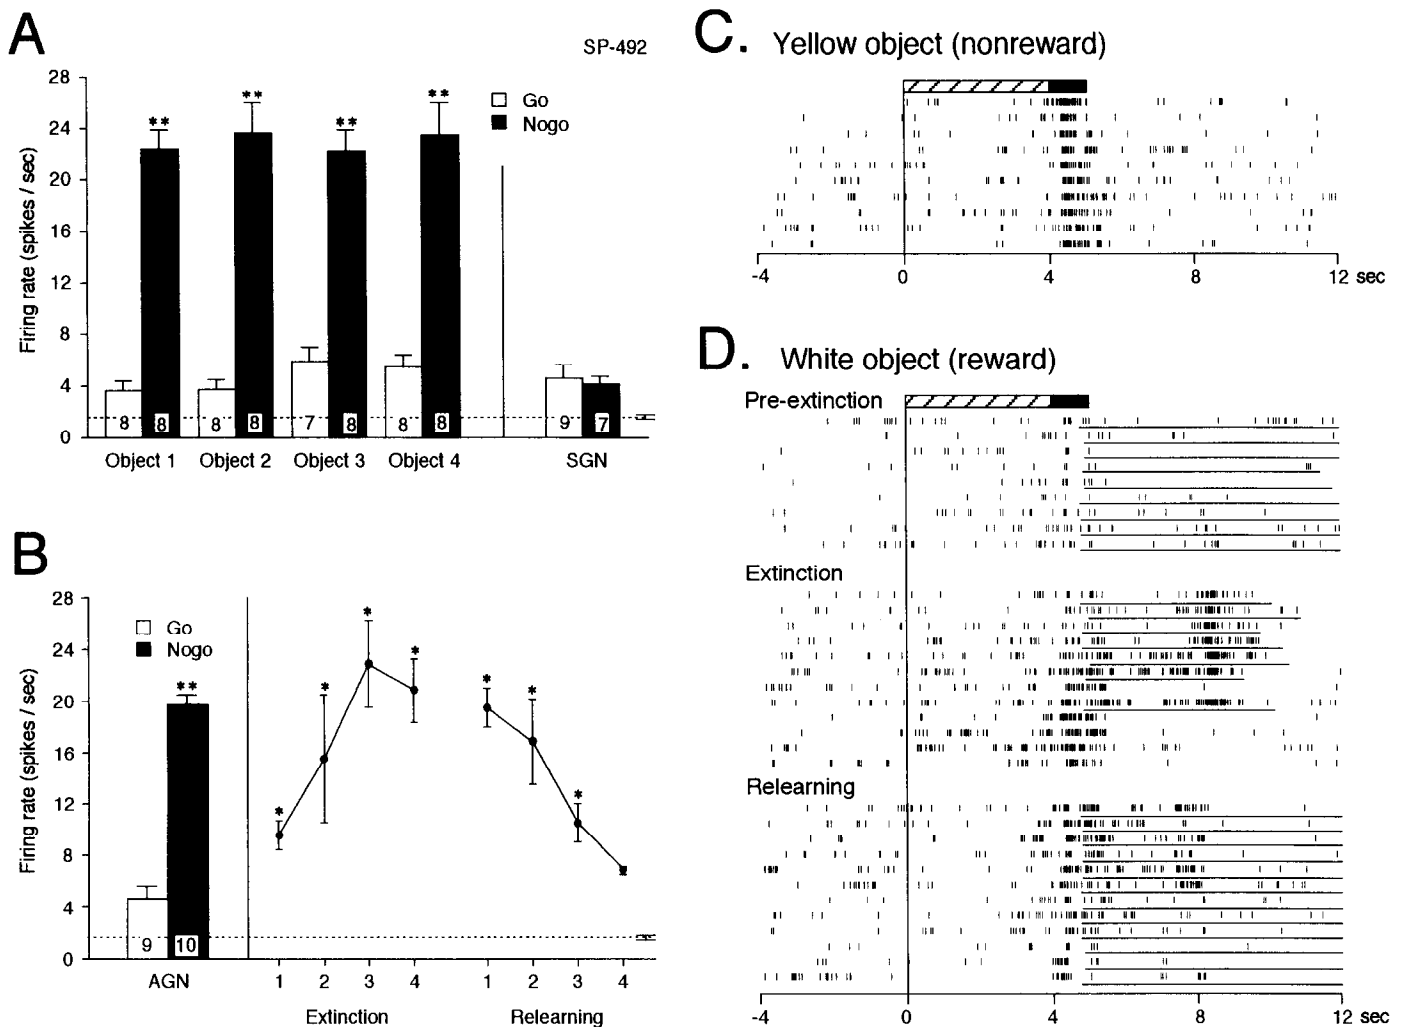 A
SP-492
Firing rate (spikes / sec)
28
24
20
16
12
8
4
0
Go
Nogo
** ** ** **
8 8 8 8 7 8 8 8 9 7
Object 1 Object 2 Object 3 Object 4 SGN
B
Firing rate (spikes / sec)
28
24
20
16
12
8
4
0
Go
Nogo
** * * * * * * *
9 10
AGN 1 2 3 4 1 2 3 4
Extinction Relearning
C. Yellow object (nonreward)
-4 0 4 8 12 sec
D. White object (reward)
Pre-extinction
Extinction
Relearning
-4 0 4 8 12 sec